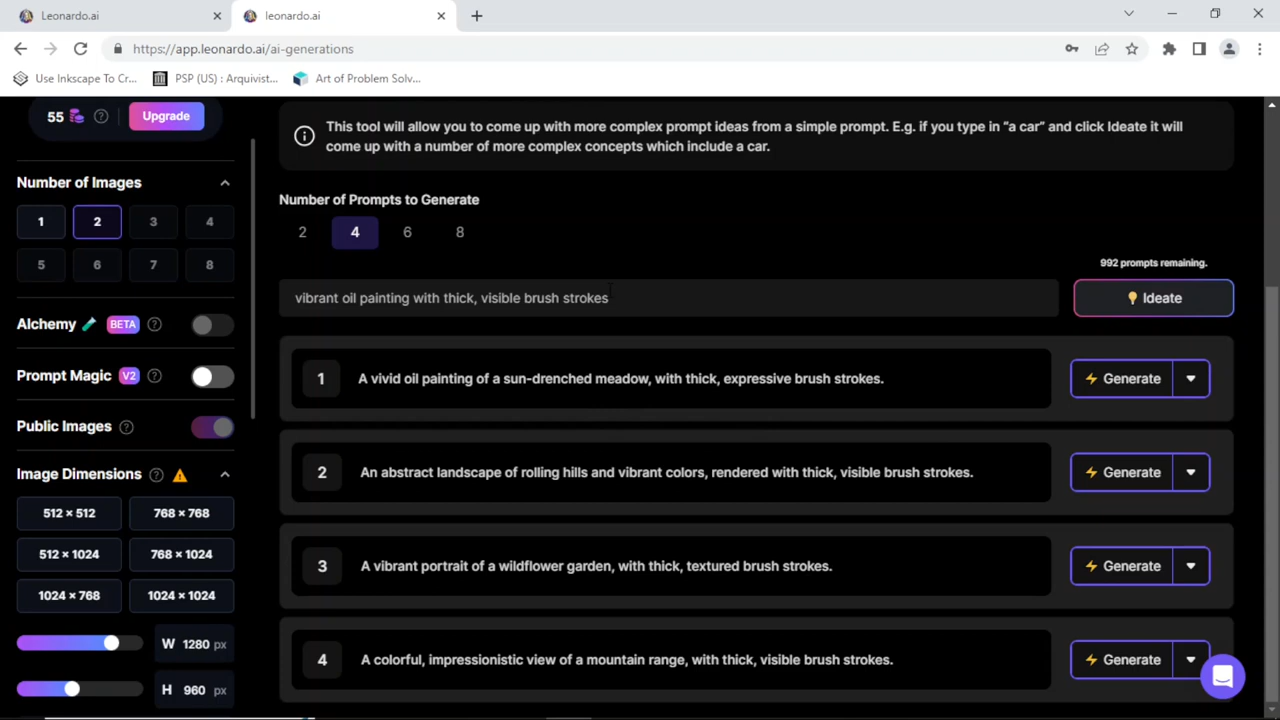 Leonardo.ai
leonardo.ai
https://app.leonardo.ai/ai-generations
Use Inkscape To Cr...
PSP (US) : Arquivist...
Art of Problem Solv...
55
Upgrade
This tool will allow you to come up with more complex prompt ideas from a simple prompt. E.g. if you type in “a car” and click Ideate it will
come up with a number of more complex concepts which include a car.
Number of Images
1 2 3 4
5 6 7 8
Number of Prompts to Generate
2 4 6 8
992 prompts remaining.
vibrant oil painting with thick, visible brush strokes
Ideate
Alchemy BETA
Prompt Magic V2
Public Images
Image Dimensions
512 × 512 768 × 768
512 × 1024 768 × 1024
1024 × 768 1024 × 1024
W 1280 px
H 960 px
1 A vivid oil painting of a sun-drenched meadow, with thick, expressive brush strokes. Generate
2 An abstract landscape of rolling hills and vibrant colors, rendered with thick, visible brush strokes. Generate
3 A vibrant portrait of a wildflower garden, with thick, textured brush strokes. Generate
4 A colorful, impressionistic view of a mountain range, with thick, visible brush strokes. Generate